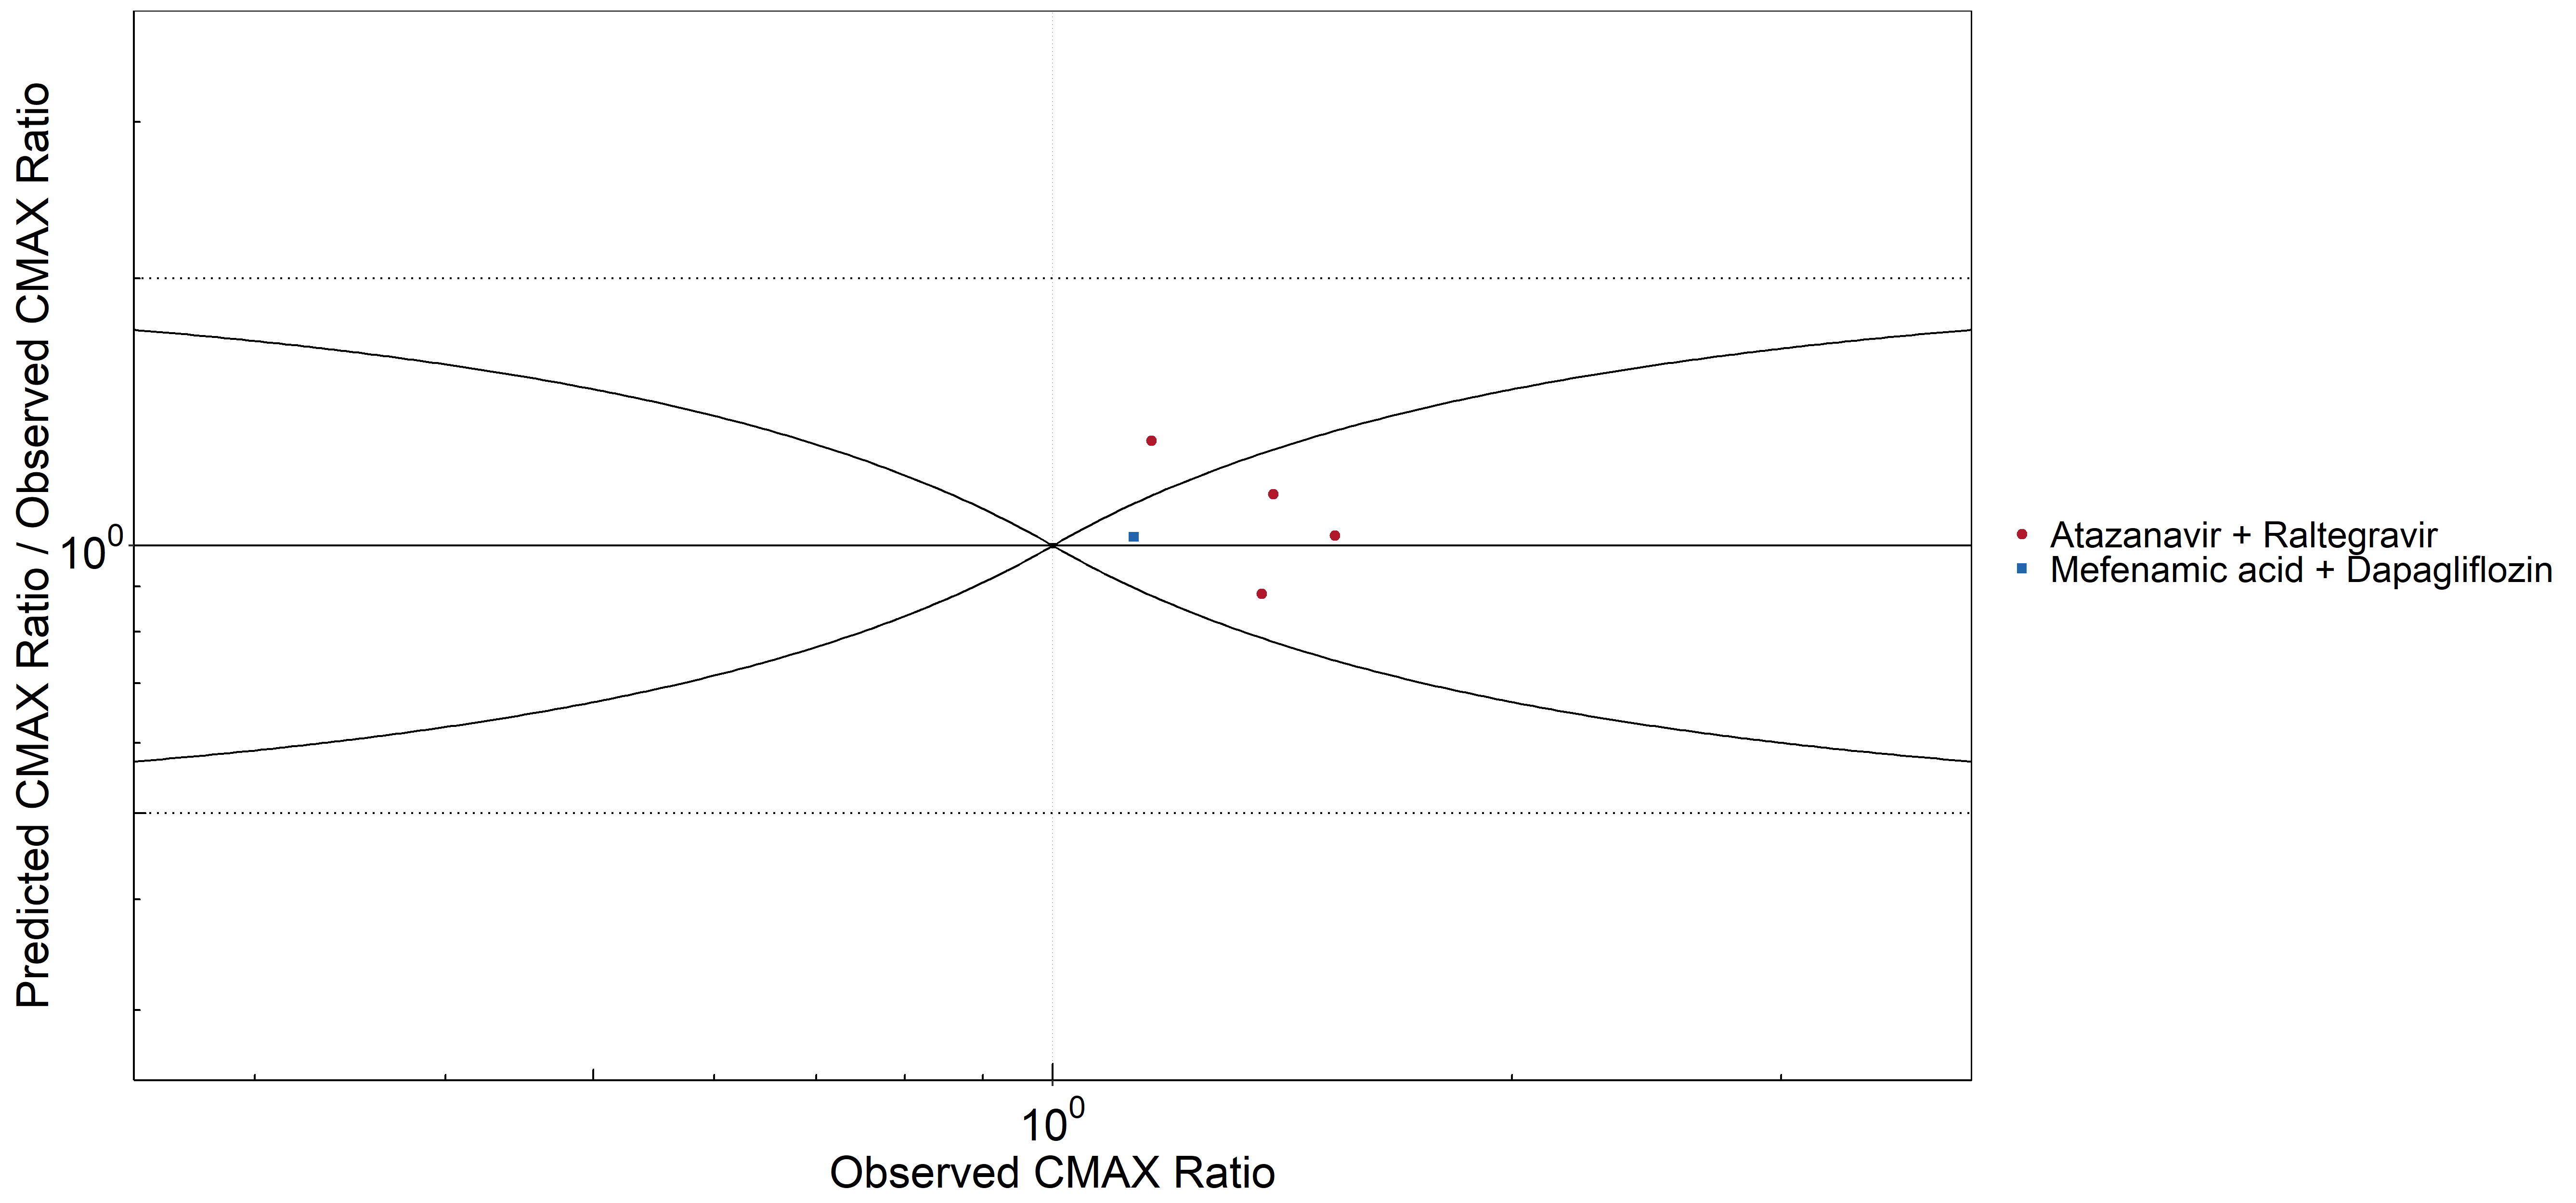 Predicted CMAX Ratio / Observed CMAX Ratio
10⁰
10⁰
Observed CMAX Ratio
Atazanavir + Raltegravir
Mefenamic acid + Dapagliflozin